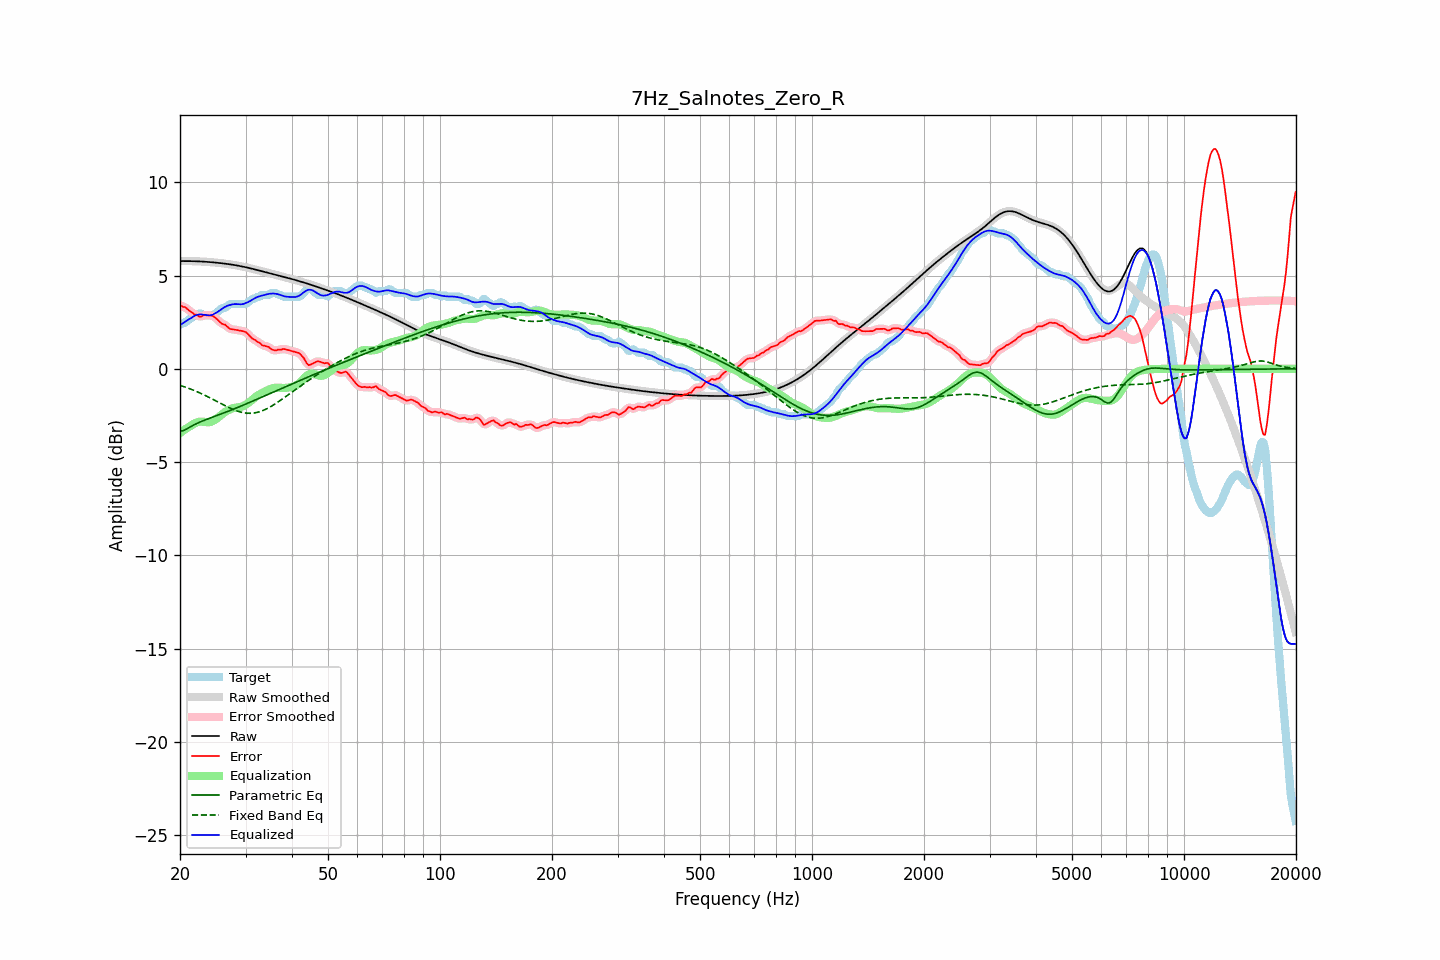 7Hz_Salnotes_Zero_R
10
5
0
−5
−10
−15
−20
−25
Amplitude (dBr)
Target
Raw Smoothed
Error Smoothed
Raw
Error
Equalization
Parametric Eq
Fixed Band Eq
Equalized
20 50 100 200 500 1000 2000 5000 10000 20000
Frequency (Hz)